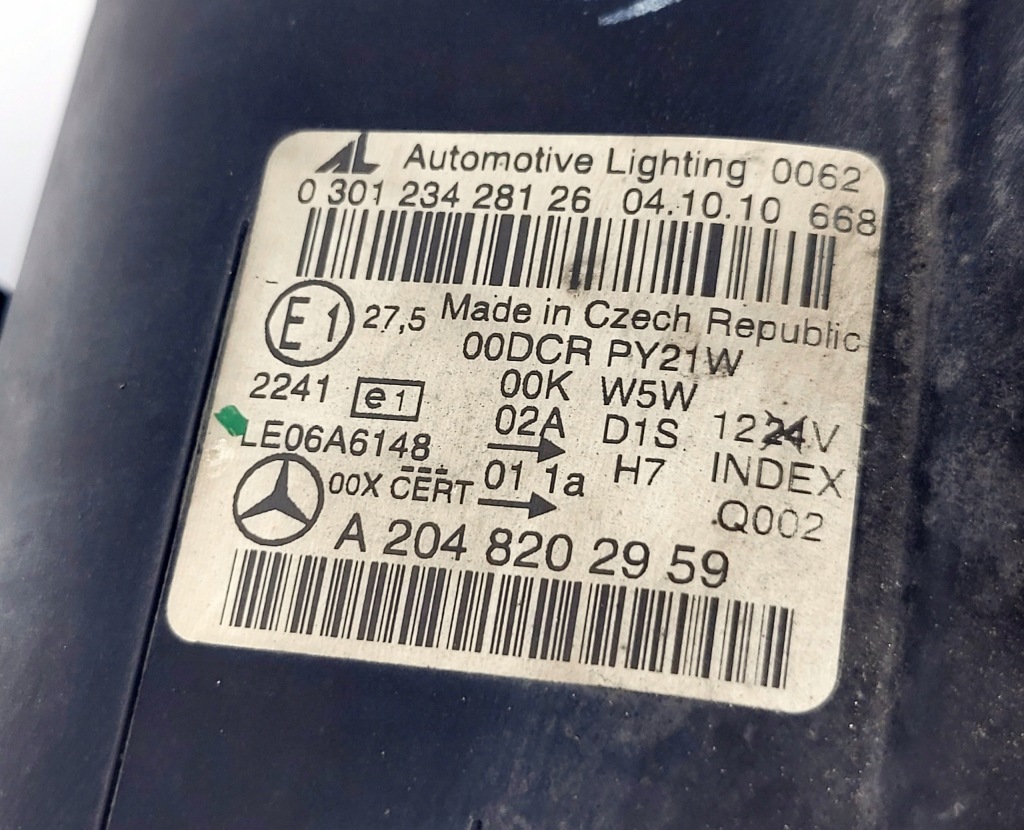 AL Automotive Lighting 0062
0 301 234 281 26 04.10.10 668
E1 27,5 Made in Czech Republic
00DCR PY21W
2241 e1 00K W5W
LE06A6148 02A D1S 1224V
00X CERT 01 1a H7 INDEX
Q002
A 204 820 29 59